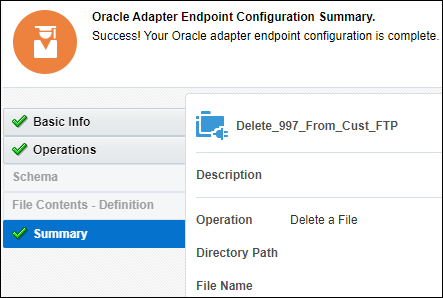 Oracle Adapter Endpoint Configuration Summary.
Success! Your Oracle adapter endpoint configuration is complete.
Basic Info
Operations
Schema
File Contents - Definition
Summary
Delete_997_From_Cust_FTP
Description
Operation Delete a File
Directory Path
File Name